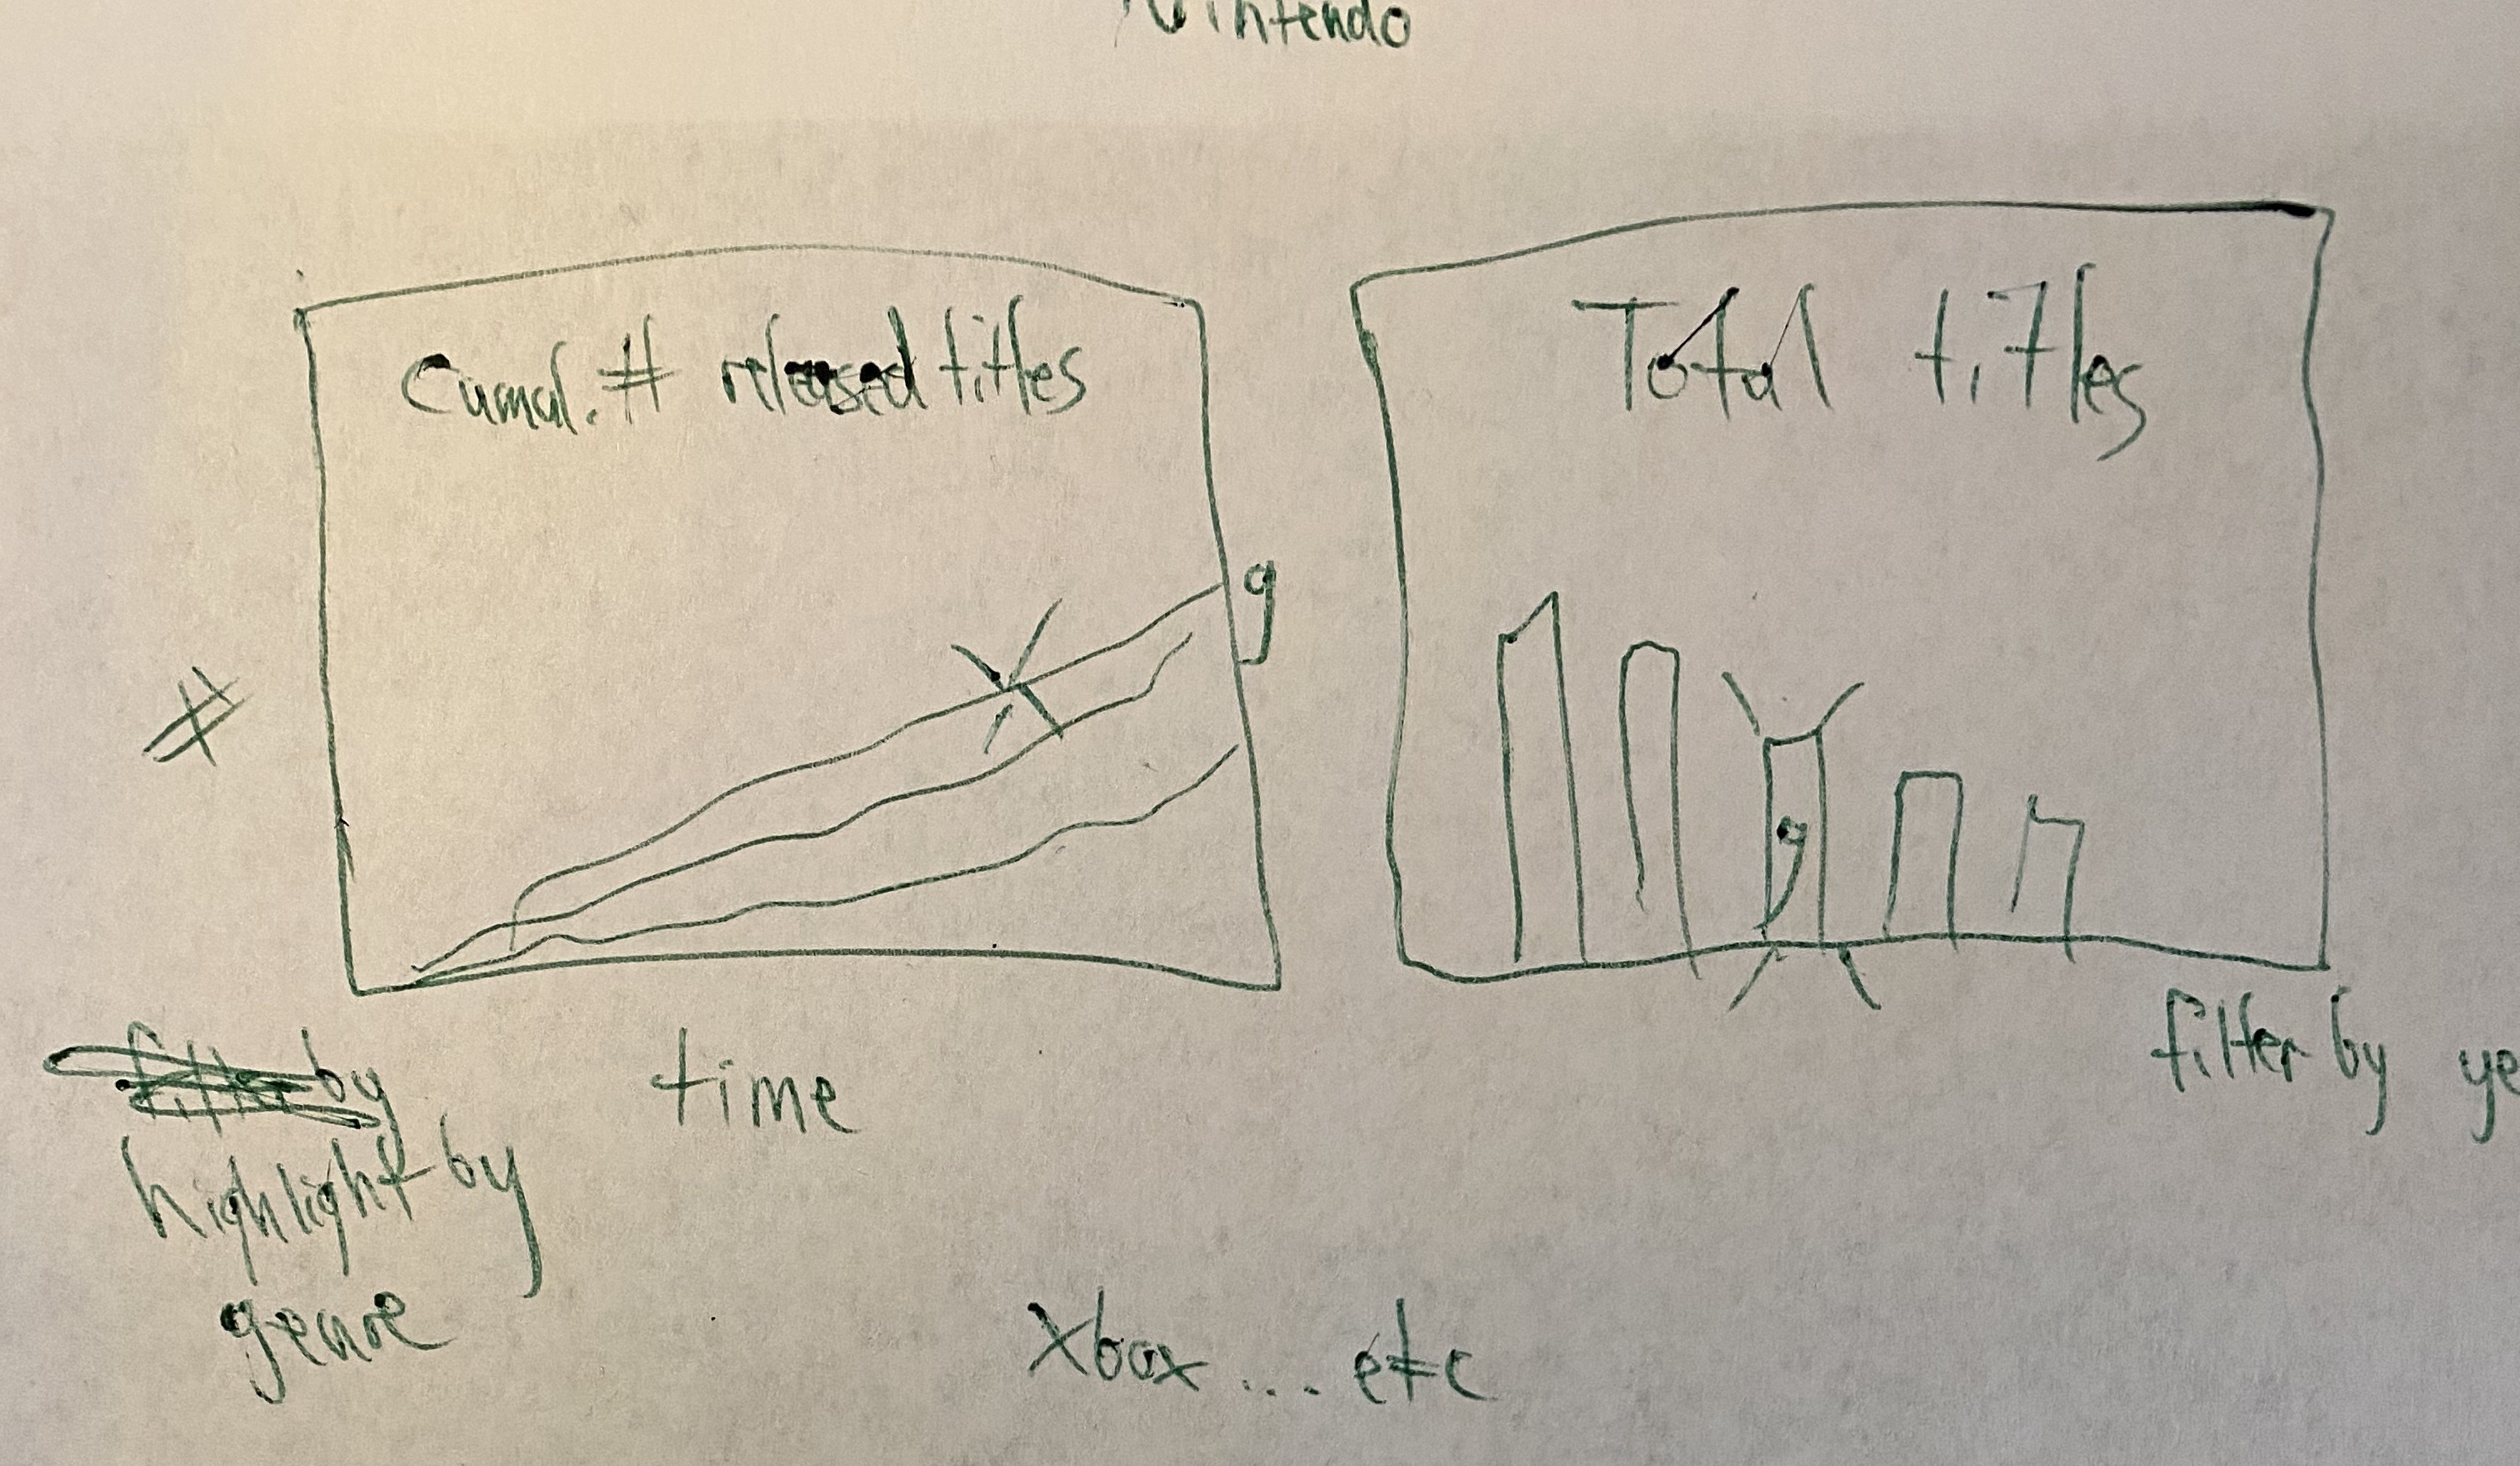 Nintendo
Cumul. # released titles
Total titles
g
#
g
time
filter by ye
by
highlight by
genre
Xbox ... etc